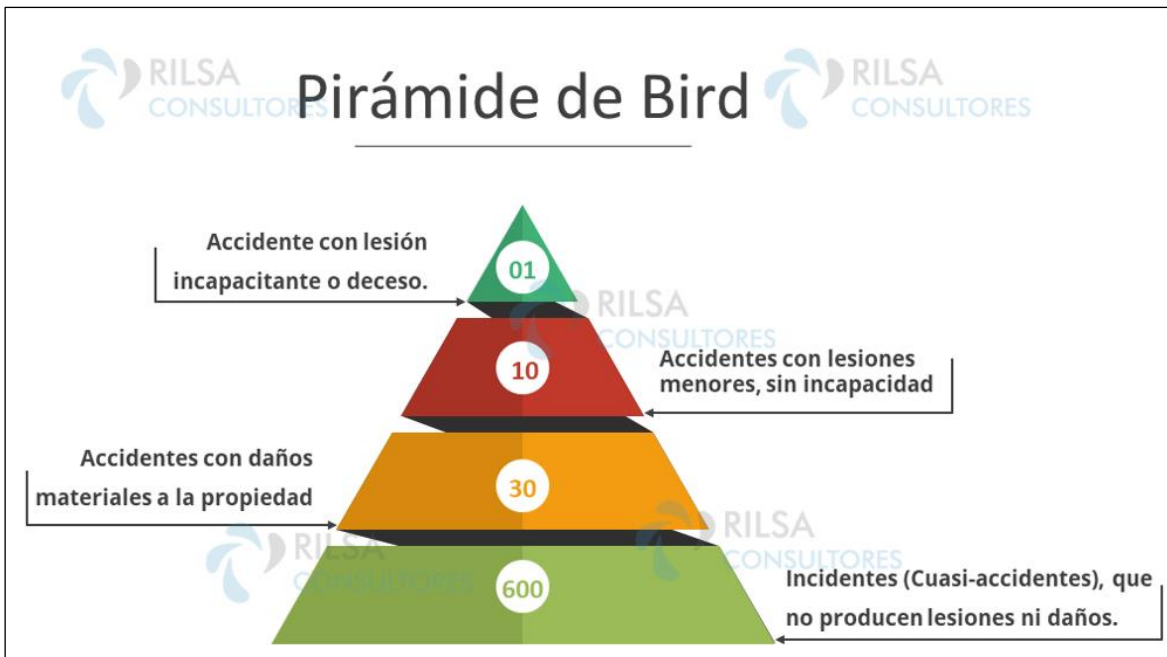 RILSA
CONSULTORES
Pirámide de Bird
RILSA
CONSULTORES
Accidente con lesión
incapacitante o deceso.
01
RILSA
CONSULTORES
10
Accidentes con lesiones
menores, sin incapacidad
Accidentes con daños
materiales a la propiedad
30
RILSA
CONSULTORES
RILSA
CONSULTORES
600
Incidentes (Cuasi-accidentes), que
no producen lesiones ni daños.